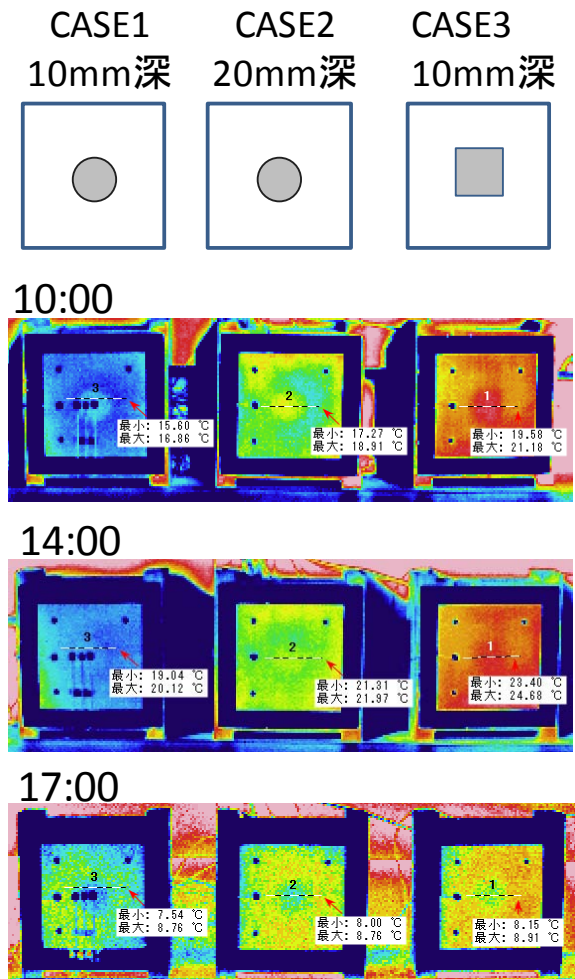 CASE1
10mm深
CASE2
20mm深
CASE3
10mm深
10:00
3
最小: 15.60 ℃
最大: 16.86 ℃
2
最小: 17.27 ℃
最大: 18.91 ℃
1
最小: 19.58 ℃
最大: 21.18 ℃
14:00
3
最小: 19.04 ℃
最大: 20.12 ℃
2
最小: 21.31 ℃
最大: 21.97 ℃
1
最小: 23.40 ℃
最大: 24.68 ℃
17:00
3
最小: 7.54 ℃
最大: 8.76 ℃
2
最小: 8.00 ℃
最大: 8.76 ℃
1
最小: 8.15 ℃
最大: 8.91 ℃